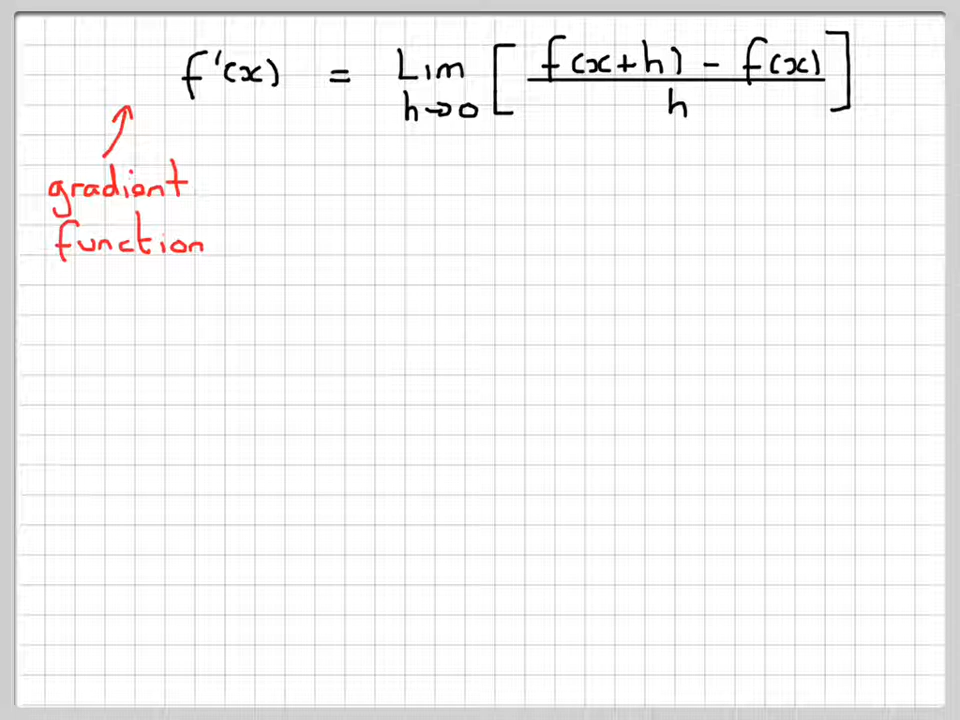 f'(x) = Lim h→0 [ f(x+h) - f(x) / h ]
gradient
function